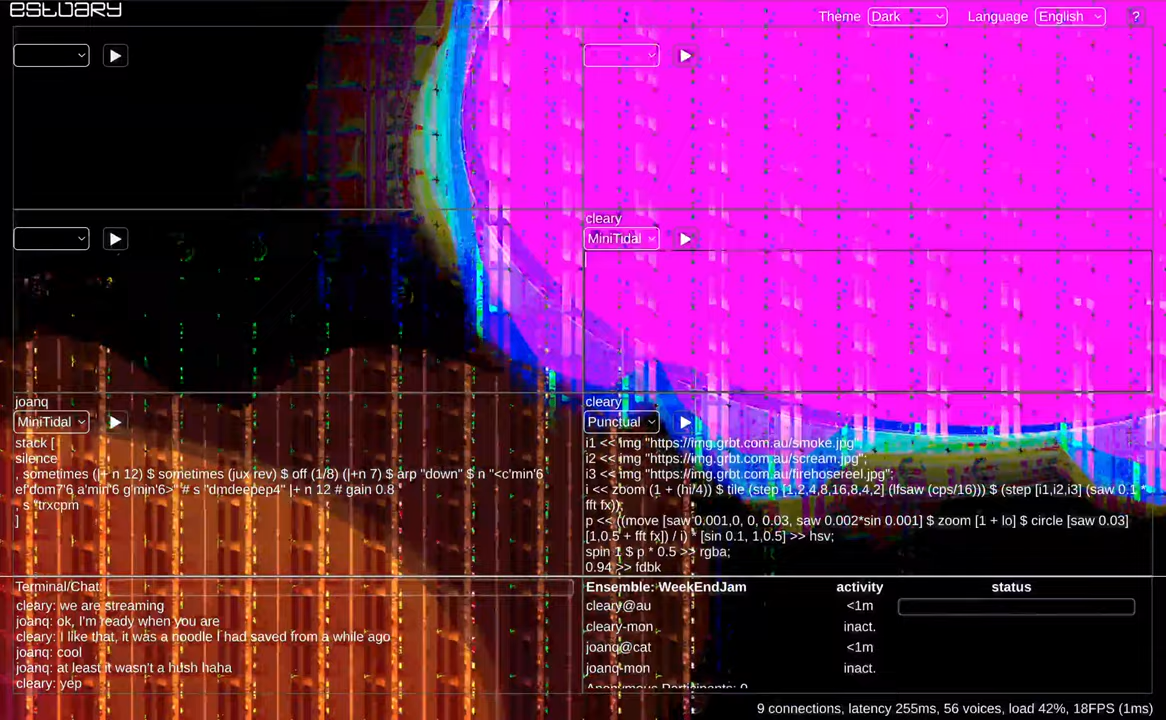 estuary
Theme Dark Language English ?
cleary
MiniTidal
joanq
MiniTidal
stack [
silence
, sometimes (|+ n 12) $ sometimes (jux rev) $ off (1/8) (|+n 7) $ arp "down" $ n "<c'min'6
e'dom7'6 a'min'6 g'min'6>" # s "dmdeepep4" |+ n 12 # gain 0.8
, s "trxcpm
]
cleary
Punctual
i1 << img "https://img.grbt.com.au/smoke.jpg";
i2 << img "https://img.grbt.com.au/scream.jpg";
i3 << img "https://img.grbt.com.au/firehosereel.jpg";
i << zoom (1 + (hi/4)) $ tile (step [1,2,4,8,16,8,4,2] (lfsaw (cps/16))) $ (step [i1,i2,i3] (saw 0.1 *
fft fx));
p << ((move [saw 0.001,0, 0, 0.03, saw 0.002*sin 0.001] $ zoom [1 + lo] $ circle [saw 0.03]
[1,0.5 + fft fx]) / i) * [sin 0.1, 1,0.5] >> hsv;
spin 1 $ p * 0.5 >> rgba;
0.94 >> fdbk
Terminal/Chat:
cleary: we are streaming
joanq: ok, I'm ready when you are
cleary: I like that, it was a noodle I had saved from a while ago
joanq: cool
joanq: at least it wasn't a hush haha
cleary: yep
Ensemble: WeekEndJam activity status
cleary@au <1m
cleary-mon inact.
joanq@cat <1m
joanq-mon inact.
Anonymous Participants: 0
9 connections, latency 255ms, 56 voices, load 42%, 18FPS (1ms)